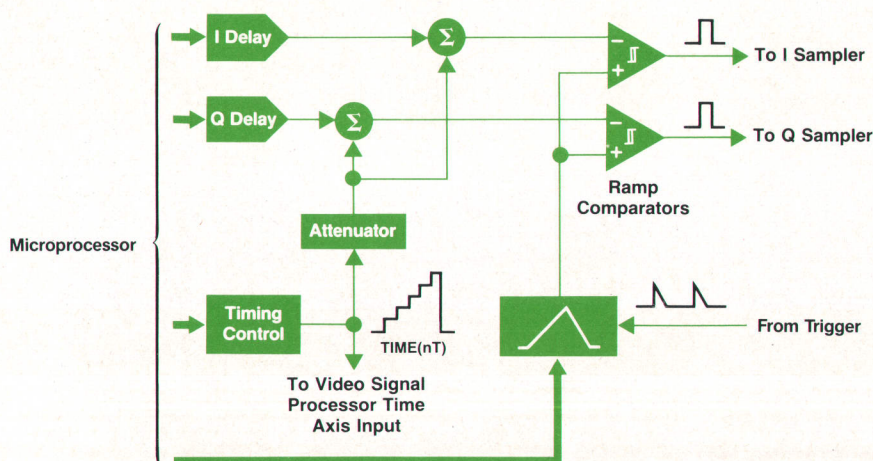 I Delay
Σ
−
+
To I Sampler
Q Delay
Σ
−
+
To Q Sampler
Ramp
Comparators
Attenuator
Microprocessor
Timing
Control
TIME(nT)
From Trigger
To Video Signal
Processor Time
Axis Input